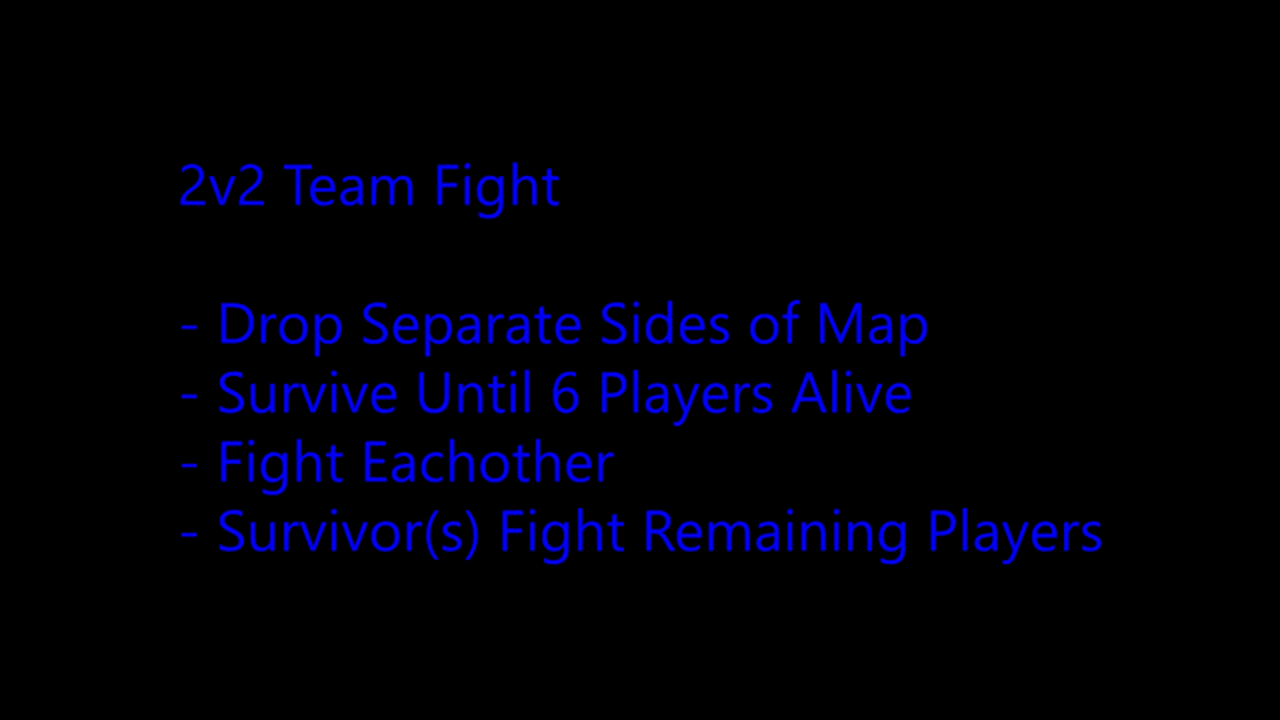 2v2 Team Fight
- Drop Separate Sides of Map
- Survive Until 6 Players Alive
- Fight Eachother
- Survivor(s) Fight Remaining Players